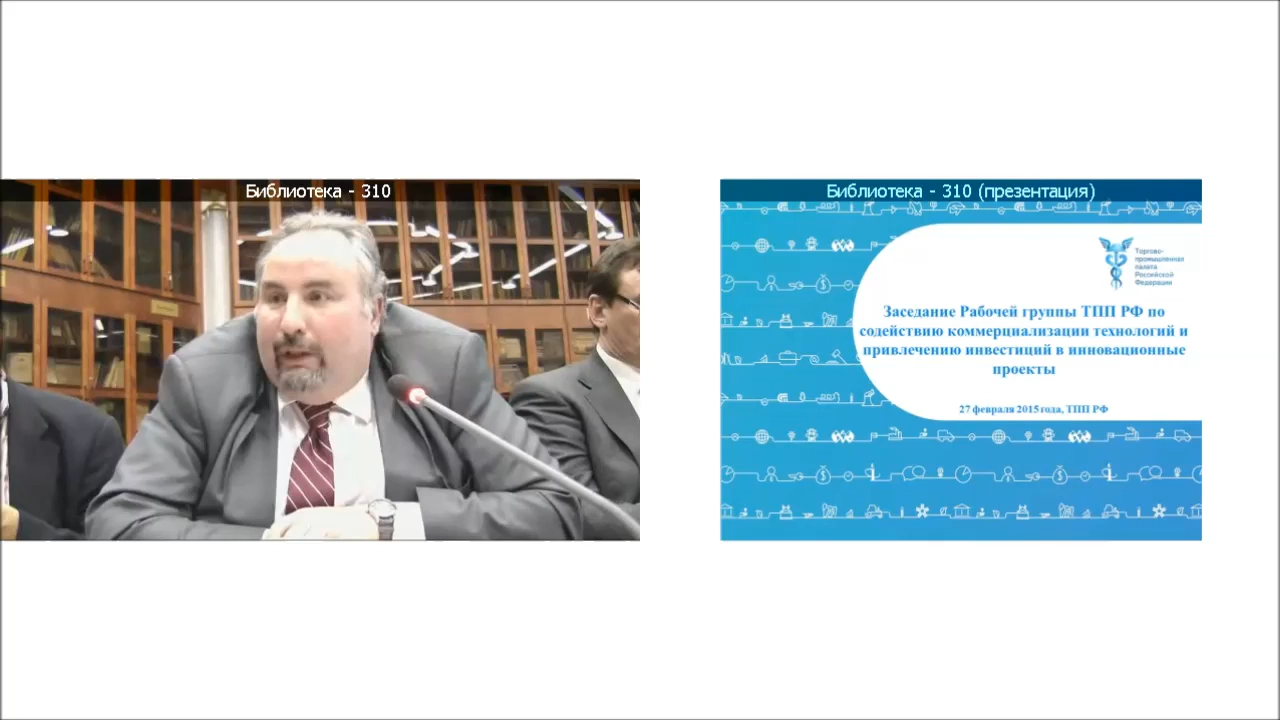 Библиотека - 310
Библиотека - 310 (презентация)
Торгово-
промышленная
палата
Российской
Федерации
Заседание Рабочей группы ТПП РФ по
содействию коммерциализации технологий и
привлечению инвестиций в инновационные
проекты
27 февраля 2015 года, ТПП РФ